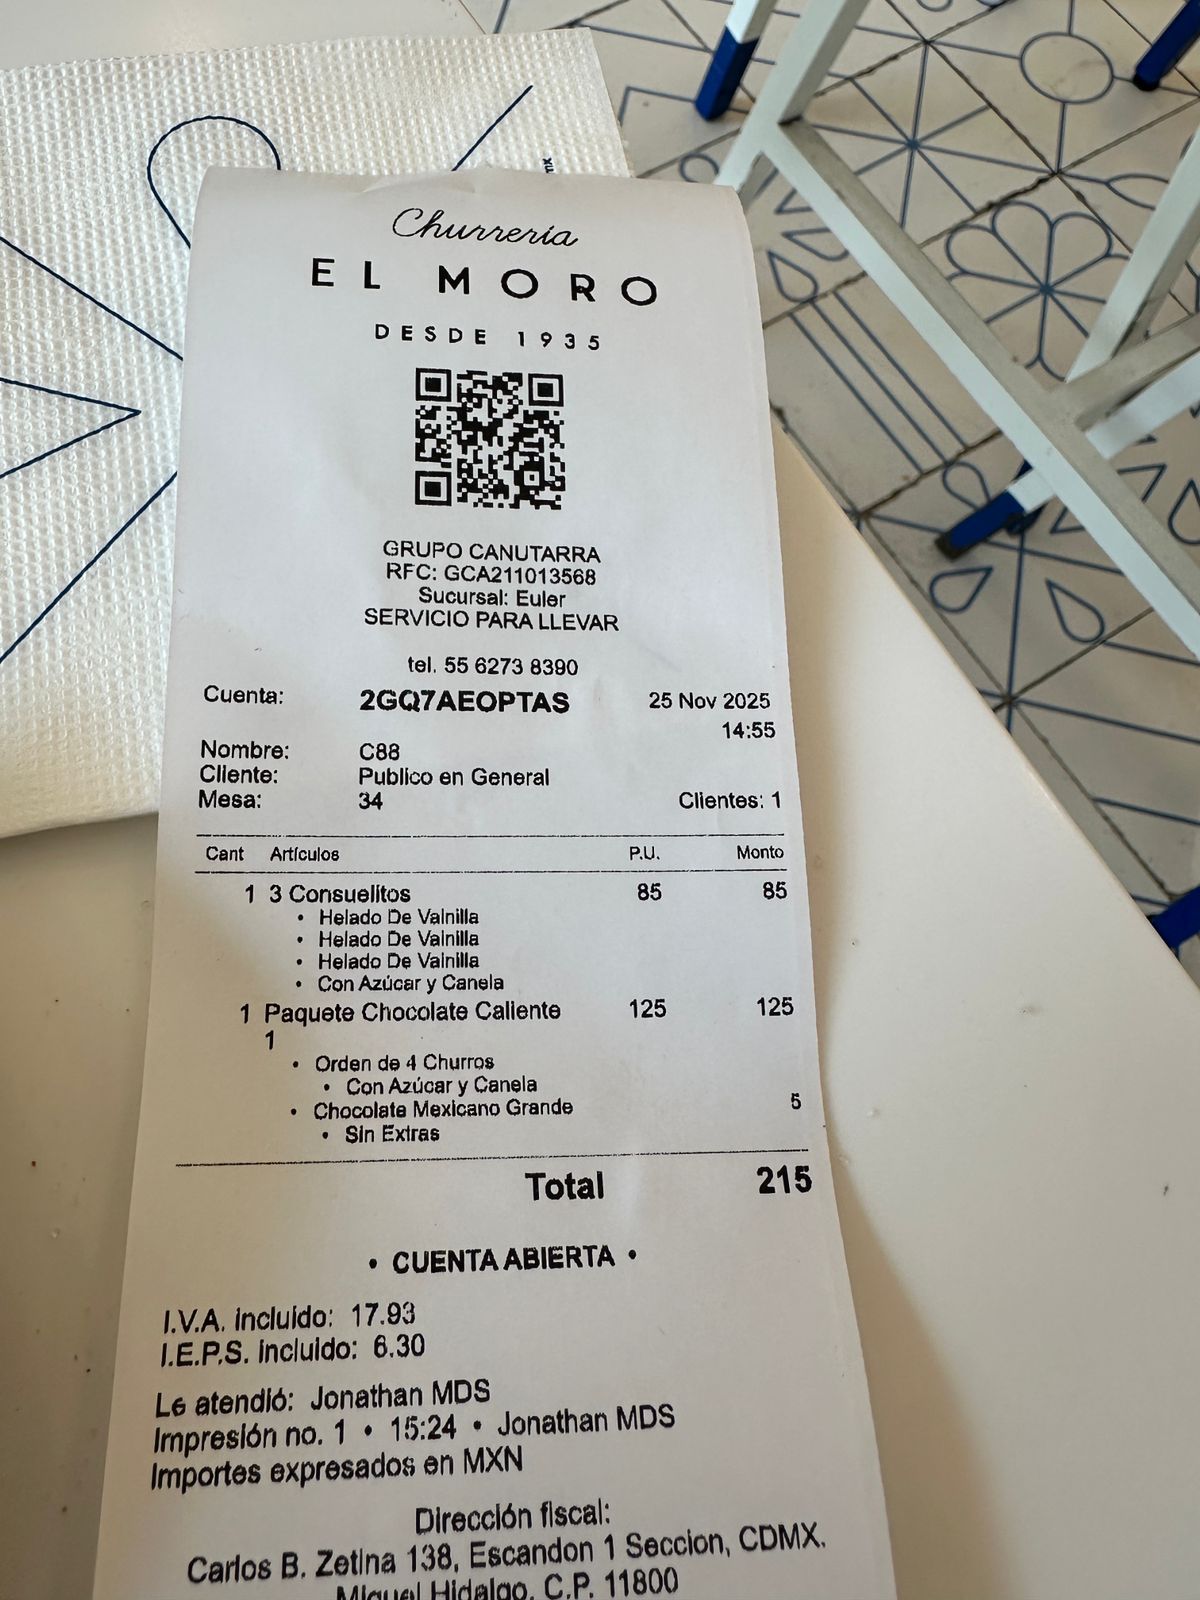 mx
Churrería
EL MORO
DESDE 1935
GRUPO CANUTARRA
RFC: GCA211013568
Sucursal: Euler
SERVICIO PARA LLEVAR
tel. 55 6273 8390
Cuenta: 2GQ7AEOPTAS 25 Nov 2025
14:55
Nombre: C88
Cliente: Publico en General
Mesa: 34 Clientes: 1
Cant Artículos P.U. Monto
1 3 Consuelitos 85 85
• Helado De Vainilla
• Helado De Vainilla
• Helado De Vainilla
• Con Azúcar y Canela
1 Paquete Chocolate Caliente 125 125
1
• Orden de 4 Churros
• Con Azúcar y Canela
• Chocolate Mexicano Grande 5
• Sin Extras
Total 215
• CUENTA ABIERTA •
I.V.A. incluido: 17.93
I.E.P.S. incluido: 6.30
Le atendió: Jonathan MDS
Impresión no. 1 • 15:24 • Jonathan MDS
Importes expresados en MXN
Dirección fiscal:
Carlos B. Zetina 138, Escandon 1 Seccion, CDMX.
Miguel Hidalgo, C.P. 11800